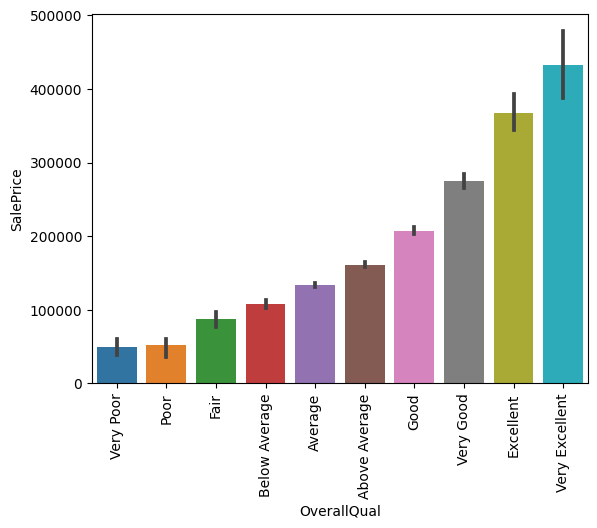 500000
400000
300000
200000
100000
0
SalePrice
Very Poor
Poor
Fair
Below Average
Average
Above Average
Good
Very Good
Excellent
Very Excellent
OverallQual